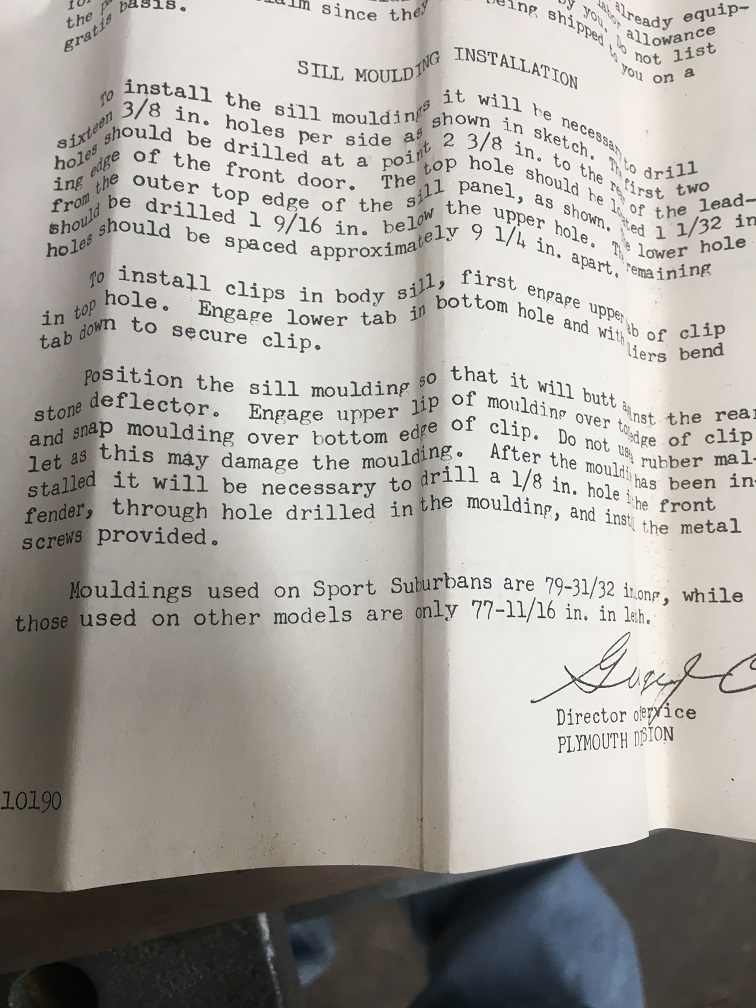 the basis. claim since they being shipped to you on a
gratis
by you. Do not list
labor allowance
already equip-
SILL MOULDING INSTALLATION
To install the sill mouldings it will be necessary to drill
sixteen 3/8 in. holes per side as shown in sketch. The first two
holes should be drilled at a point 2 3/8 in. to the rear of the lead-
ing edge of the front door. The top hole should be located 1 1/32 in
from the outer top edge of the sill panel, as shown. The lower hole
should be drilled 1 9/16 in. below the upper hole. The remaining
holes should be spaced approximately 9 1/4 in. apart.
To install clips in body sill, first engage upper tab of clip
in top hole. Engage lower tab in bottom hole and with pliers bend
tab down to secure clip.
Position the sill moulding so that it will butt against the rear
stone deflector. Engage upper lip of moulding over top edge of clip
and snap moulding over bottom edge of clip. Do not use rubber mal-
let as this may damage the moulding. After the moulding has been in-
stalled it will be necessary to drill a 1/8 in. hole in the front
fender, through hole drilled in the moulding, and install the metal
screws provided.
Mouldings used on Sport Suburbans are 79-31/32 in. long, while
those used on other models are only 77-11/16 in. in length.
Director of Service
PLYMOUTH DIVISION
10190